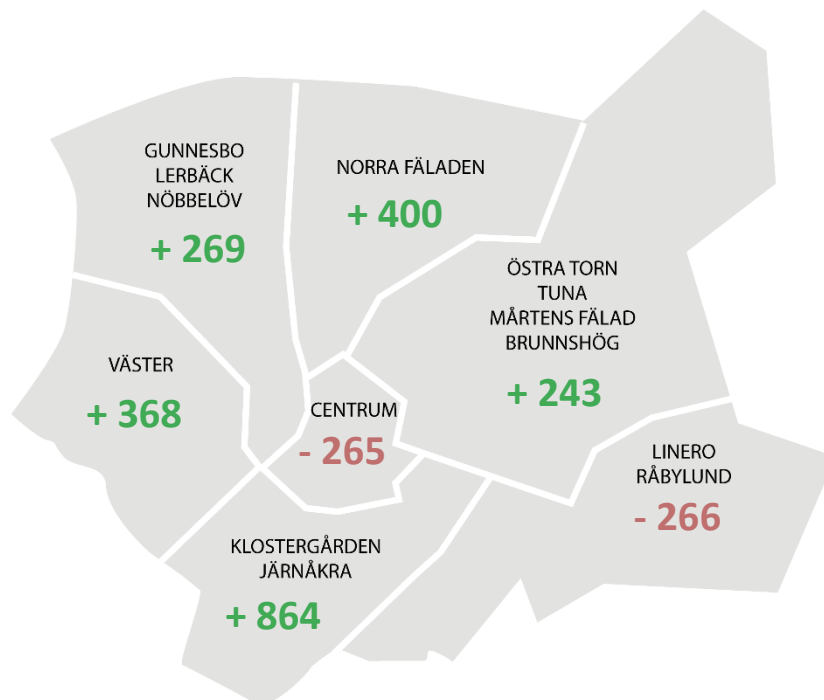 GUNNESBO
LERBÄCK
NÖBBELÖV
+ 269
NORRA FÄLADEN
+ 400
ÖSTRA TORN
TUNA
MÅRTENS FÄLAD
BRUNNSHÖG
+ 243
VÄSTER
+ 368
CENTRUM
- 265
LINERO
RÅBYLUND
- 266
KLOSTERGÅRDEN
JÄRNÅKRA
+ 864